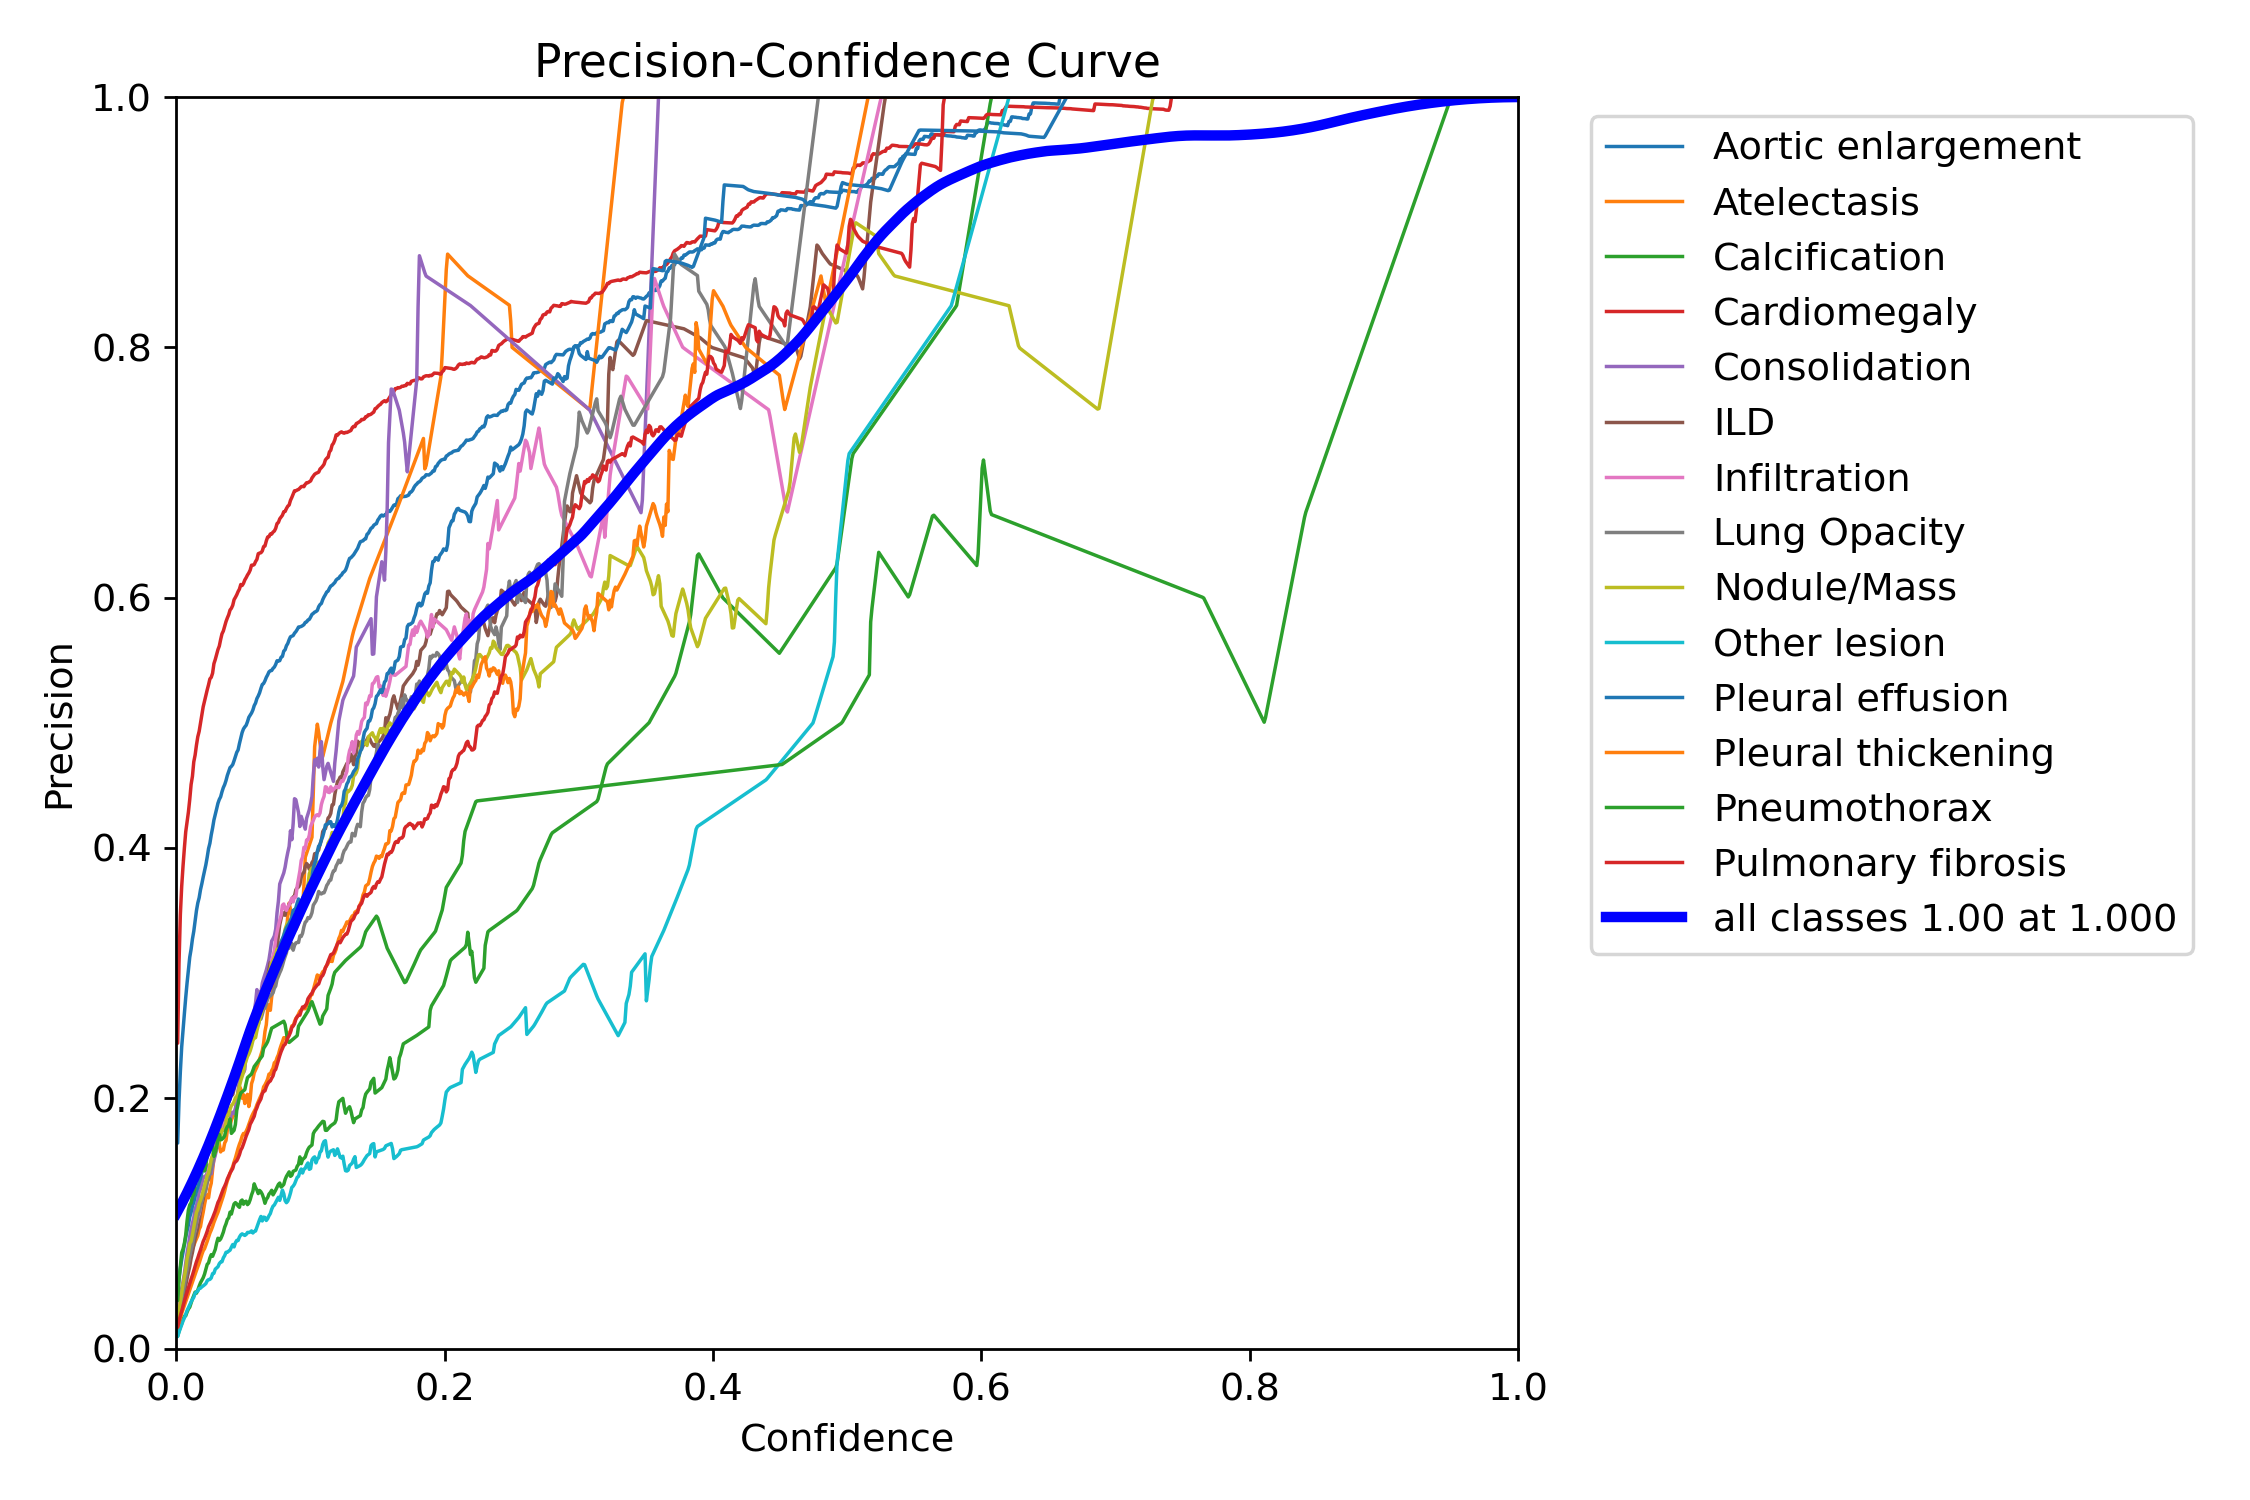 Precision-Confidence Curve
1.0
0.8
0.6
0.4
0.2
0.0
Precision
0.0 0.2 0.4 0.6 0.8 1.0
Confidence
Aortic enlargement
Atelectasis
Calcification
Cardiomegaly
Consolidation
ILD
Infiltration
Lung Opacity
Nodule/Mass
Other lesion
Pleural effusion
Pleural thickening
Pneumothorax
Pulmonary fibrosis
all classes 1.00 at 1.000